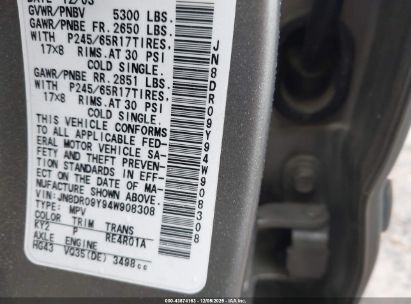 DATE 12/03
GVWR/PNBV 5300 LBS.
GAWR/PNBE FR. 2650 LBS.
WITH P245/65R17TIRES,
17X8 RIMS.AT 30 PSI
COLD SINGLE.
GAWR/PNBE RR. 2851 LBS.
WITH P245/65R17TIRES,
17X8 RIMS.AT 30 PSI
COLD SINGLE.
THIS VEHICLE CONFORMS
TO ALL APPLICABLE FED-
ERAL MOTOR VEHICLE SA-
FETY AND THEFT PREVEN-
TION STANDARDS IN EFF-
ECT ON THE DATE OF MA-
NUFACTURE SHOWN ABOVE.
JN8DR09Y94W908308
TYPE: MPV
COLOR TRIM TRANS
KY2 P RE4R01A
AXLE ENGINE
HG43 VQ35(DE) 3498cc
JN8DR09Y94W908308